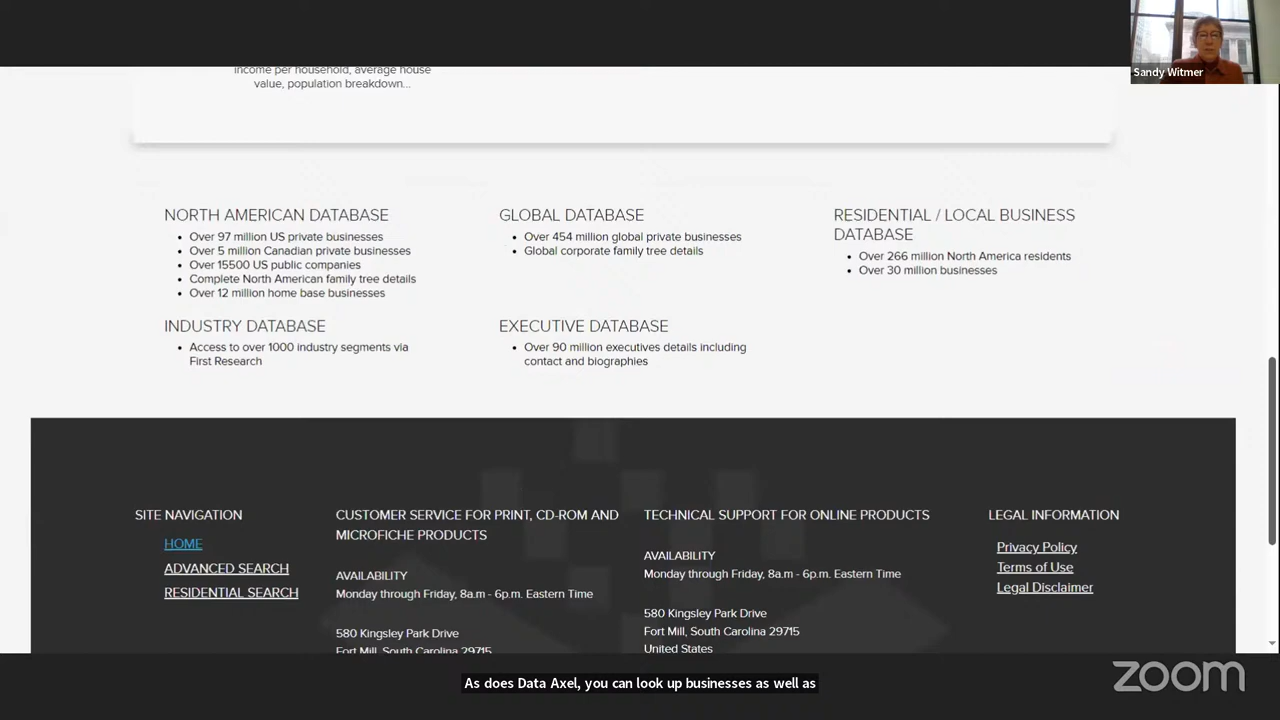 Sandy Witmer
income per household, average house
value, population breakdown...
NORTH AMERICAN DATABASE
• Over 97 million US private businesses
• Over 5 million Canadian private businesses
• Over 15500 US public companies
• Complete North American family tree details
• Over 12 million home base businesses
GLOBAL DATABASE
• Over 454 million global private businesses
• Global corporate family tree details
RESIDENTIAL / LOCAL BUSINESS
DATABASE
• Over 266 million North America residents
• Over 30 million businesses
INDUSTRY DATABASE
• Access to over 1000 industry segments via
First Research
EXECUTIVE DATABASE
• Over 90 million executives details including
contact and biographies
SITE NAVIGATION
HOME
ADVANCED SEARCH
RESIDENTIAL SEARCH
CUSTOMER SERVICE FOR PRINT, CD-ROM AND
MICROFICHE PRODUCTS
AVAILABILITY
Monday through Friday, 8a.m - 6p.m. Eastern Time
580 Kingsley Park Drive
Fort Mill, South Carolina 29715
TECHNICAL SUPPORT FOR ONLINE PRODUCTS
AVAILABILITY
Monday through Friday, 8a.m - 6p.m. Eastern Time
580 Kingsley Park Drive
Fort Mill, South Carolina 29715
United States
LEGAL INFORMATION
Privacy Policy
Terms of Use
Legal Disclaimer
As does Data Axel, you can look up businesses as well as
zoom